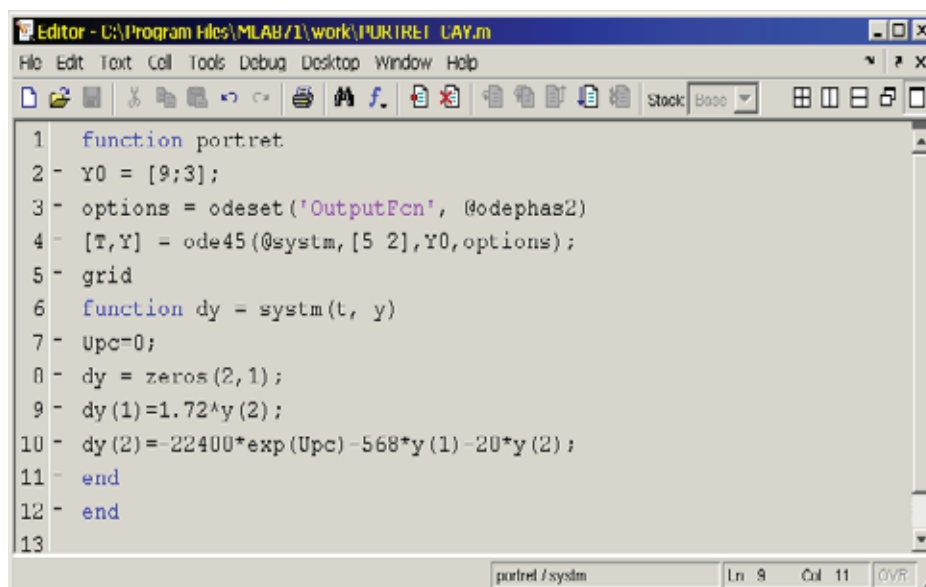 Editor - C:\Program Files\MLAB71\work\PORTRET_CAY.m
File Edit Text Cell Tools Debug Desktop Window Help
Stack: Base
1 function portret
2 - Y0 = [9;3];
3 - options = odeset('OutputFcn', @odephas2)
4 - [T,Y] = ode45(@systm,[5 2],Y0,options);
5 - grid
6 function dy = systm(t, y)
7 - Upc=0;
8 - dy = zeros(2,1);
9 - dy(1)=1.72*y(2);
10 - dy(2)=-22400*exp(Upc)-568*y(1)-20*y(2);
11 - end
12 - end
13
portret / systm Ln 9 Col 11 OVR